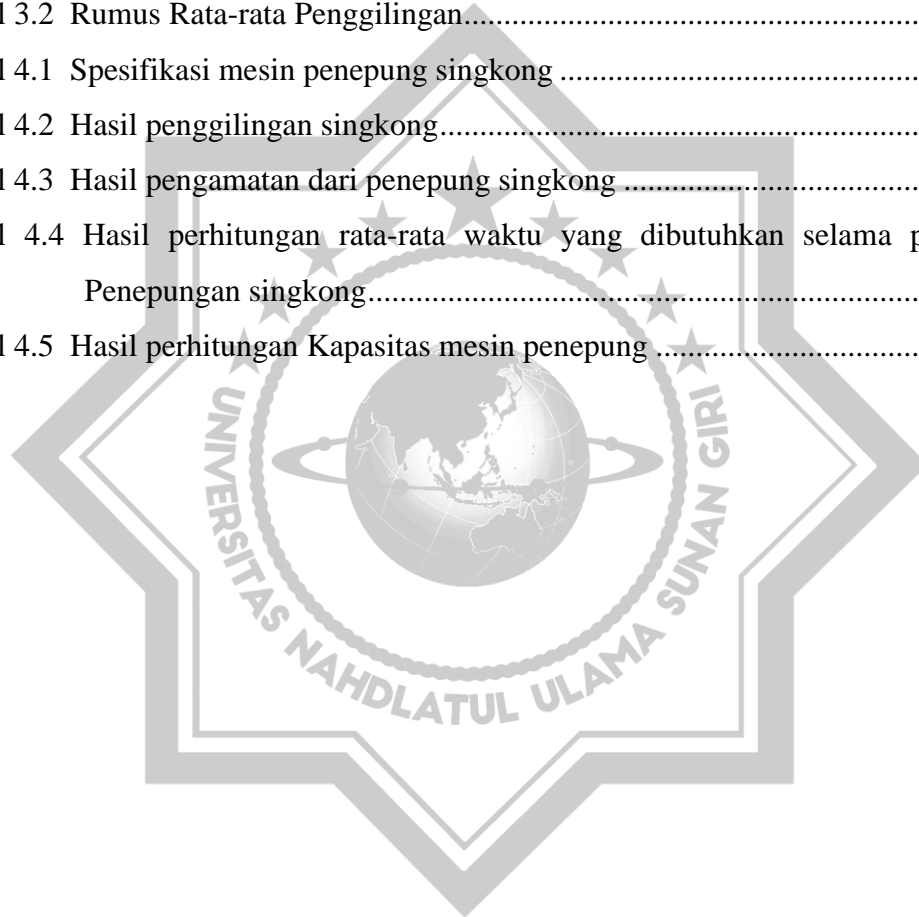 l 3.2 Rumus Rata-rata Penggilingan................................................................
l 4.1 Spesifikasi mesin penepung singkong ......................................................
l 4.2 Hasil penggilingan singkong....................................................................
l 4.3 Hasil pengamatan dari penepung singkong .............................................
l 4.4 Hasil perhitungan rata-rata waktu yang dibutuhkan selama p
Penepungan singkong...............................................................................
l 4.5 Hasil perhitungan Kapasitas mesin penepung ........................................
UNIVERSITAS NAHDLATUL ULAMA SUNAN GIRI